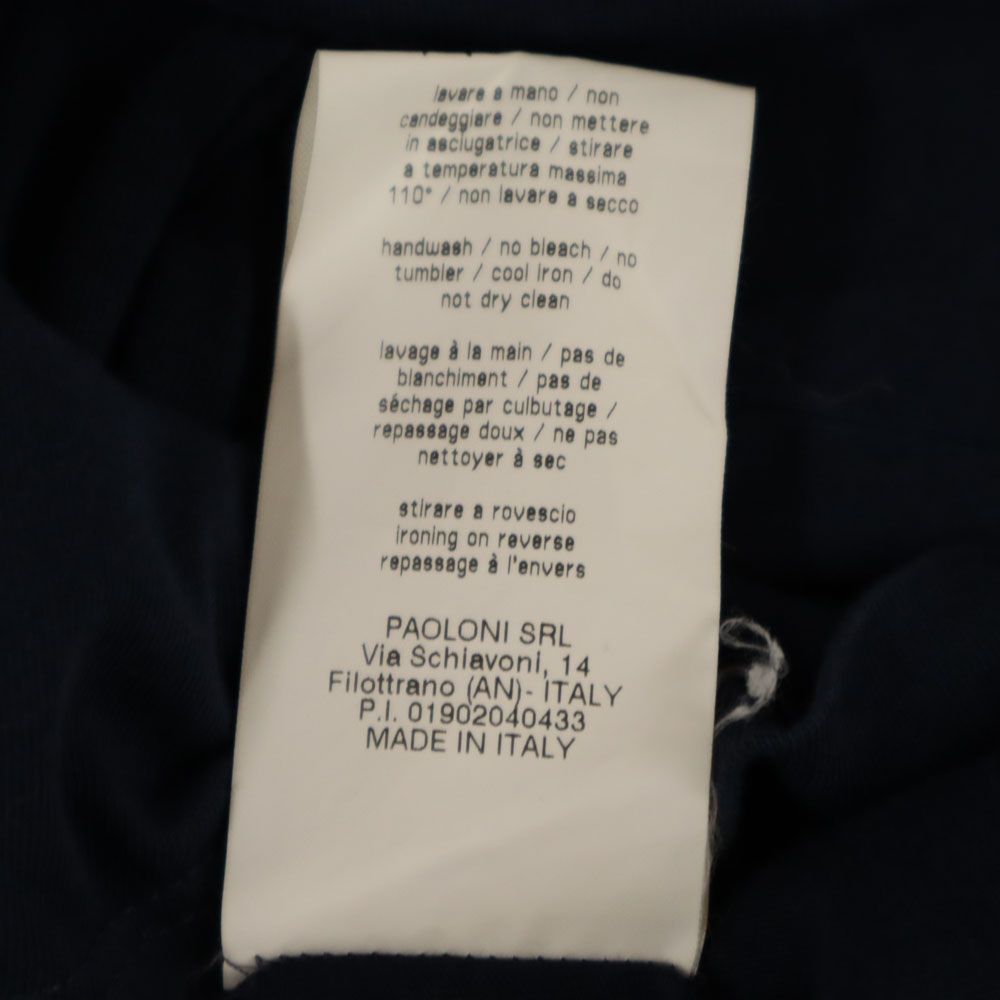 lavare a mano / non
candeggiare / non mettere
in asciugatrice / stirare
a temperatura massima
110° / non lavare a secco
handwash / no bleach / no
tumbler / cool iron / do
not dry clean
lavage à la main / pas de
blanchiment / pas de
séchage par culbutage /
repassage doux / ne pas
nettoyer à sec
stirare a rovescio
ironing on reverse
repassage à l'envers
PAOLONI SRL
Via Schiavoni, 14
Filottrano (AN)- ITALY
P.I. 01902040433
MADE IN ITALY